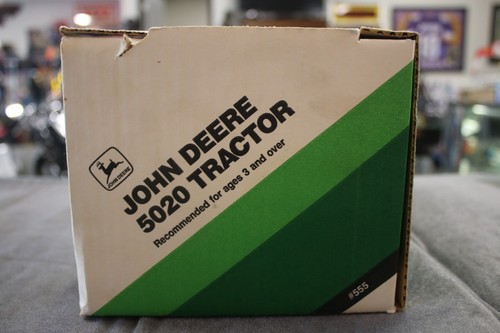 JOHN DEERE
JOHN DEERE
5020 TRACTOR
Recommended for ages 3 and over
#555